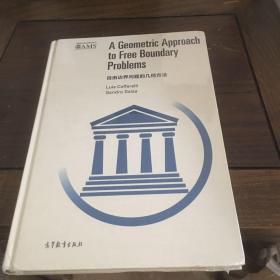 AMS
A Geometric Approach
to Free Boundary
Problems
自由边界问题的几何方法
Luis Caffarelli
Sandro Salsa
高等教育出版社